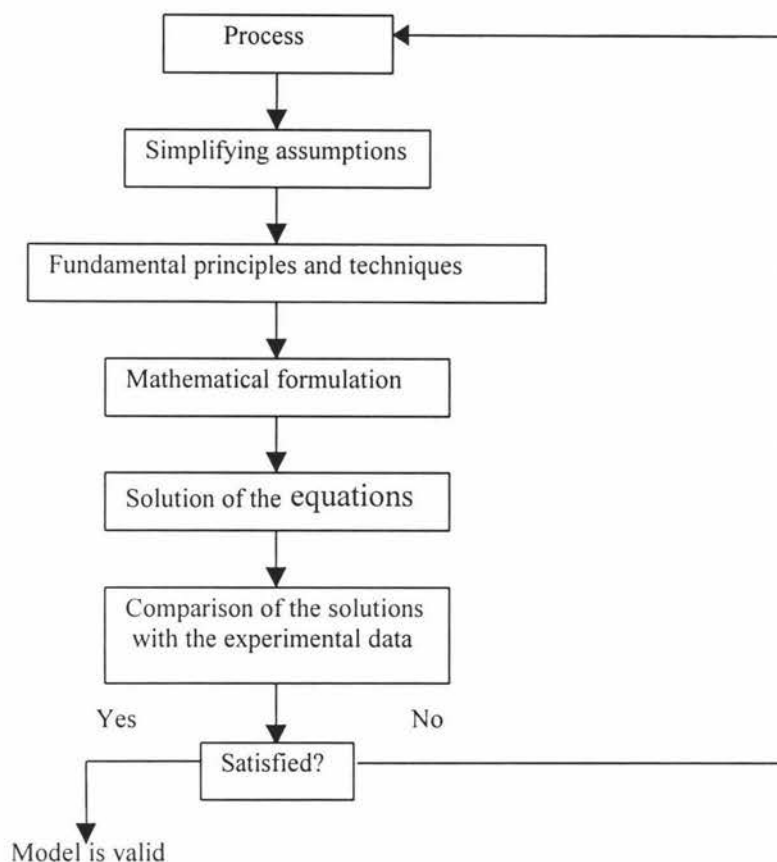 Process
Simplifying assumptions
Fundamental principles and techniques
Mathematical formulation
Solution of the equations
Comparison of the solutions
with the experimental data
Yes
No
Satisfied?
Model is valid